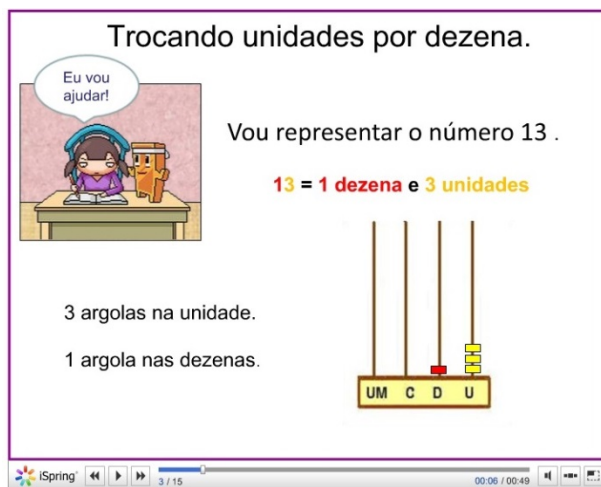 Trocando unidades por dezena.
Eu vou
ajudar!
Vou representar o número 13 .
13 = 1 dezena e 3 unidades
3 argolas na unidade.
1 argola nas dezenas.
UM C D U
iSpring
3 / 15
00:06 / 00:49